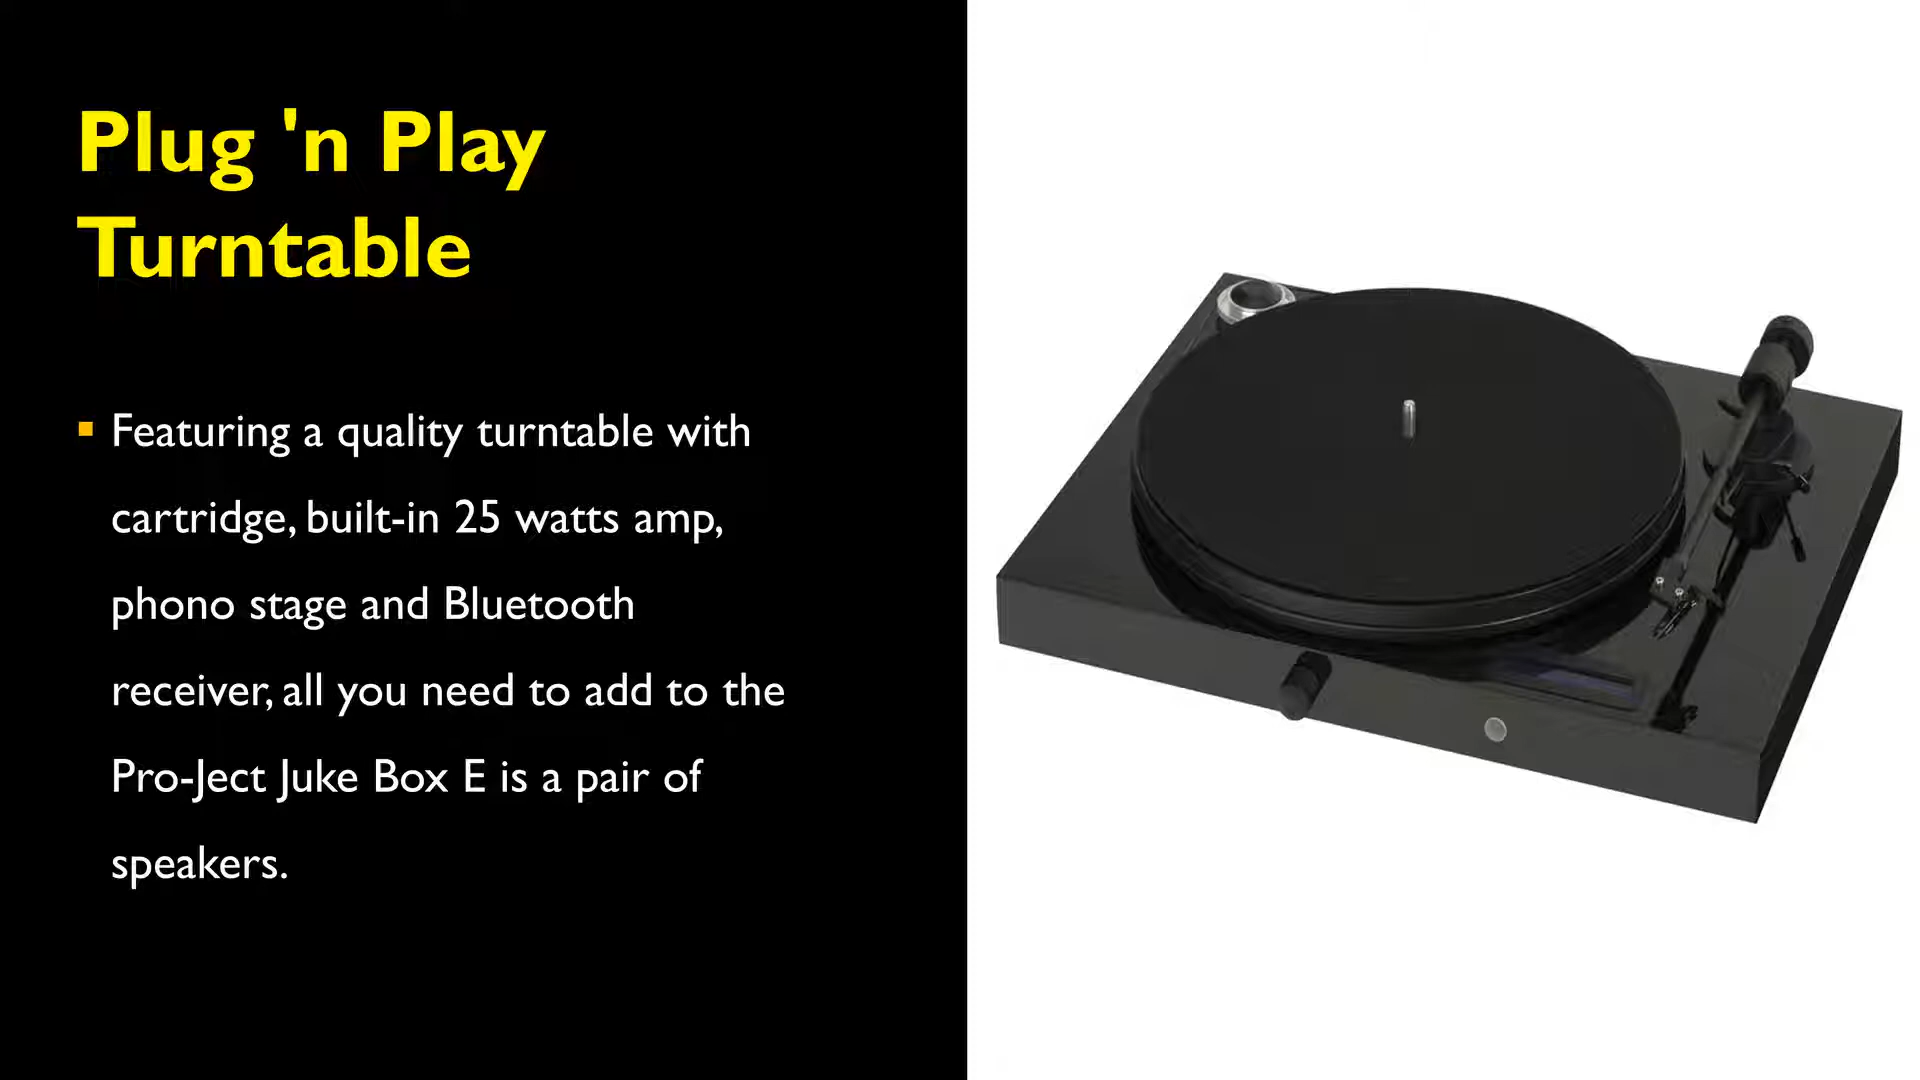 Plug 'n Play
Turntable
Featuring a quality turntable with
cartridge, built-in 25 watts amp,
phono stage and Bluetooth
receiver, all you need to add to the
Pro-Ject Juke Box E is a pair of
speakers.